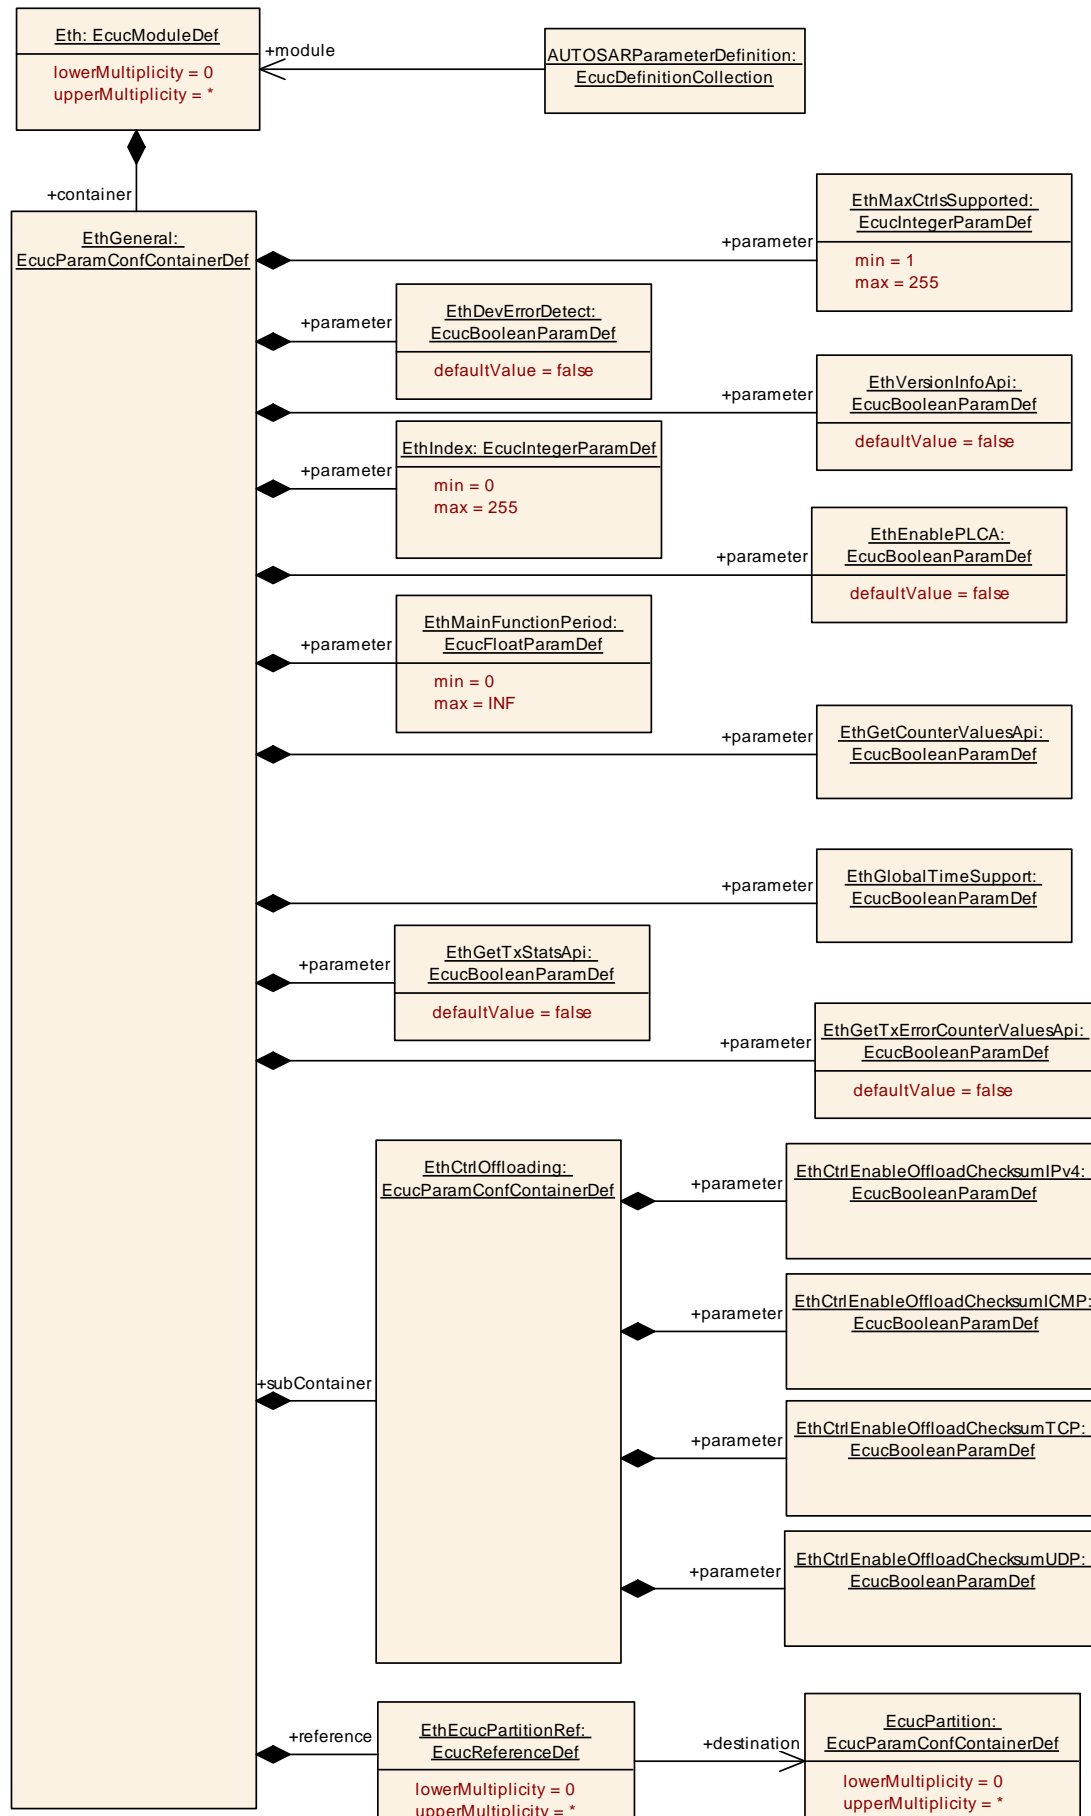 Eth: EcucModuleDef
lowerMultiplicity = 0
upperMultiplicity = *
+module
AUTOSARParameterDefinition:
EcucDefinitionCollection
+container
EthGeneral:
EcucParamConfContainerDef
+parameter
EthMaxCtrlsSupported:
EcucIntegerParamDef
min = 1
max = 255
+parameter
EthDevErrorDetect:
EcucBooleanParamDef
defaultValue = false
+parameter
EthVersionInfoApi:
EcucBooleanParamDef
defaultValue = false
+parameter
EthIndex: EcucIntegerParamDef
min = 0
max = 255
+parameter
EthEnablePLCA:
EcucBooleanParamDef
defaultValue = false
+parameter
EthMainFunctionPeriod:
EcucFloatParamDef
min = 0
max = INF
+parameter
EthGetCounterValuesApi:
EcucBooleanParamDef
+parameter
EthGlobalTimeSupport:
EcucBooleanParamDef
+parameter
EthGetTxStatsApi:
EcucBooleanParamDef
defaultValue = false
+parameter
EthGetTxErrorCounterValuesApi:
EcucBooleanParamDef
defaultValue = false
+subContainer
EthCtrlOffloading:
EcucParamConfContainerDef
+parameter
EthCtrlEnableOffloadChecksumIPv4:
EcucBooleanParamDef
+parameter
EthCtrlEnableOffloadChecksumICMP:
EcucBooleanParamDef
+parameter
EthCtrlEnableOffloadChecksumTCP:
EcucBooleanParamDef
+parameter
EthCtrlEnableOffloadChecksumUDP:
EcucBooleanParamDef
+reference
EthEcucPartitionRef:
EcucReferenceDef
lowerMultiplicity = 0
upperMultiplicity = *
+destination
EcucPartition:
EcucParamConfContainerDef
lowerMultiplicity = 0
upperMultiplicity = *